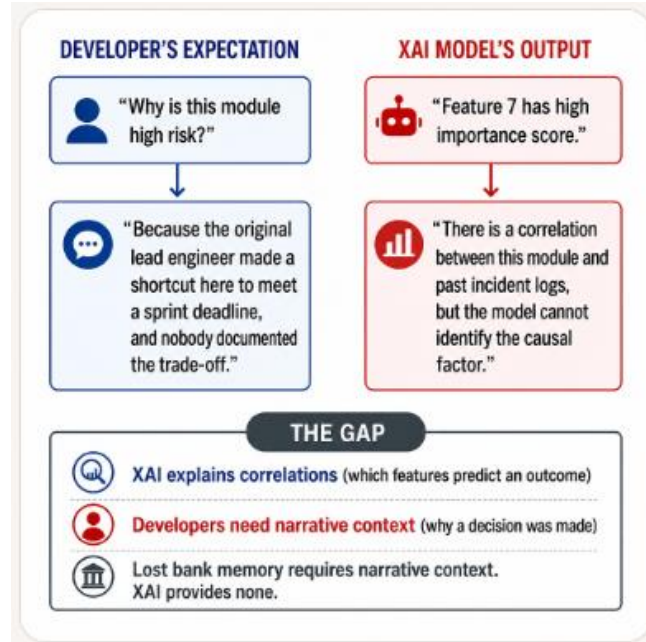 DEVELOPER'S EXPECTATION
"Why is this module
high risk?"
"Because the original
lead engineer made a
shortcut here to meet
a sprint deadline,
and nobody documented
the trade-off."
XAI MODEL'S OUTPUT
"Feature 7 has high
importance score."
"There is a correlation
between this module and
past incident logs,
but the model cannot
identify the causal
factor."
THE GAP
XAI explains correlations (which features predict an outcome)
Developers need narrative context (why a decision was made)
Lost bank memory requires narrative context.
XAI provides none.